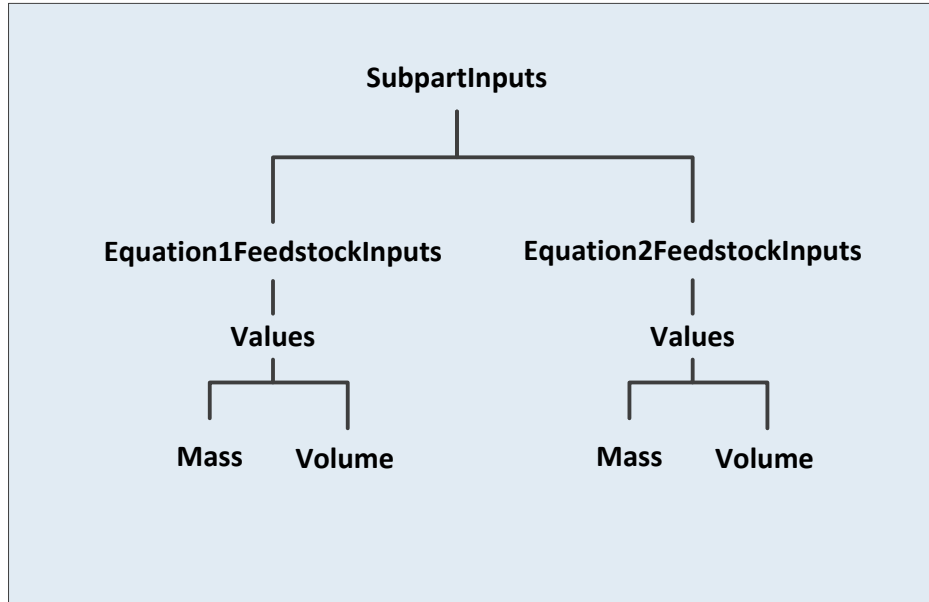 SubpartInputs
Equation1FeedstockInputs
Equation2FeedstockInputs
Values
Values
Mass
Volume
Mass
Volume